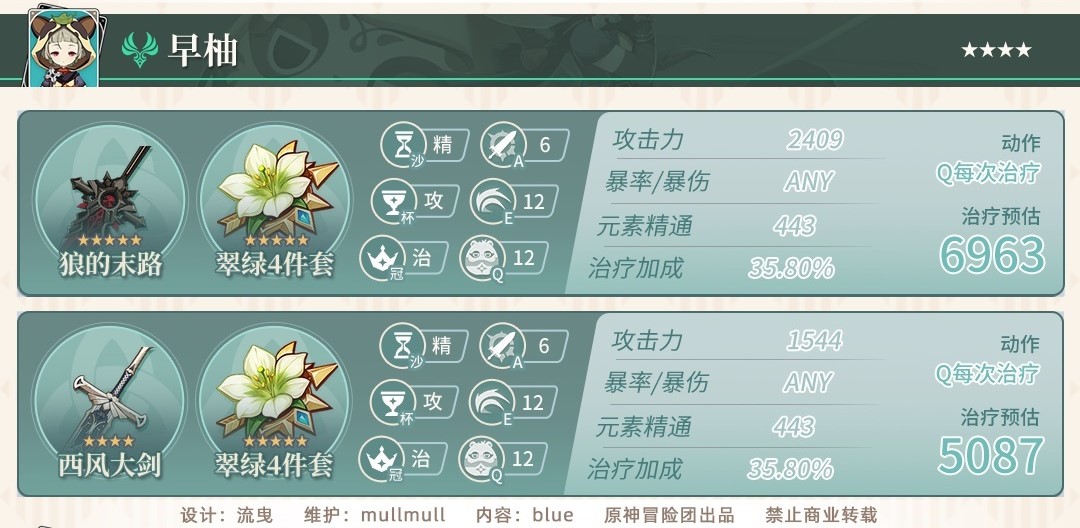 早柚
★★★★
狼的末路
翠绿4件套
沙 精
A 6
杯 攻
E 12
冠 治
Q 12
攻击力 2409
暴率/暴伤 ANY
元素精通 443
治疗加成 35.80%
动作
Q每次治疗
治疗预估
6963
西风大剑
翠绿4件套
沙 精
A 6
杯 攻
E 12
冠 治
Q 12
攻击力 1544
暴率/暴伤 ANY
元素精通 443
治疗加成 35.80%
动作
Q每次治疗
治疗预估
5087
设计：流曳 维护：mullmull 内容：blue 原神冒险团出品 禁止商业转载